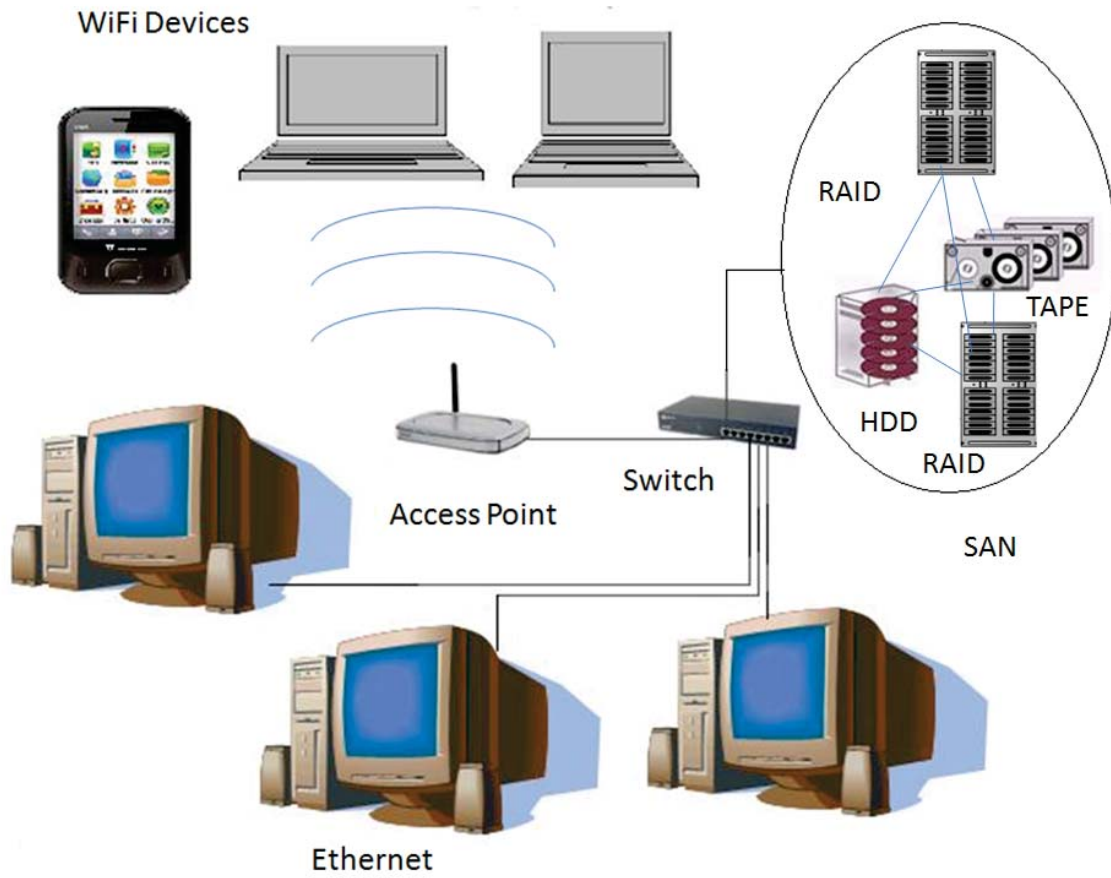 WiFi Devices
RAID
TAPE
HDD
RAID
Switch
Access Point
SAN
Ethernet